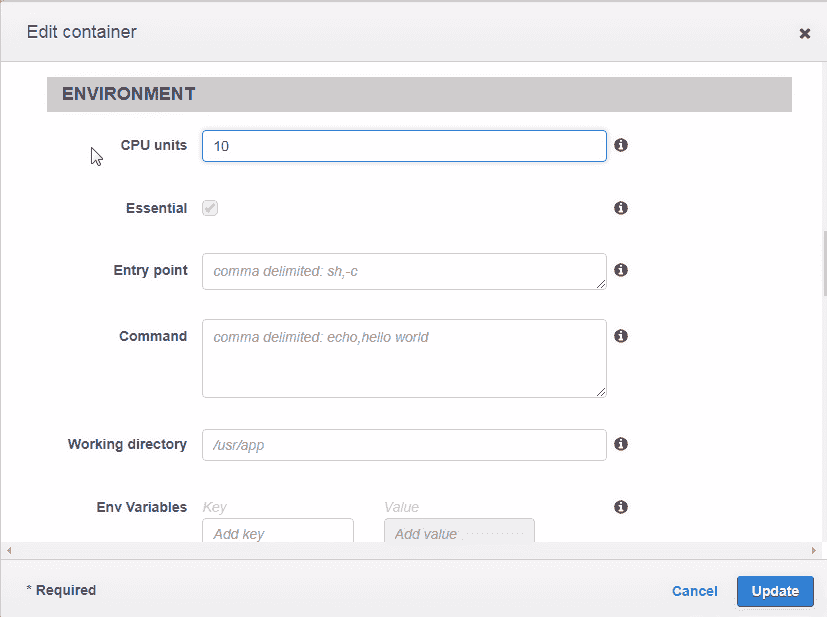 Edit container
ENVIRONMENT
CPU units 10
Essential
Entry point comma delimited: sh,-c
Command comma delimited: echo,hello world
Working directory /usr/app
Env Variables Key Value
Add key Add value
* Required Cancel Update